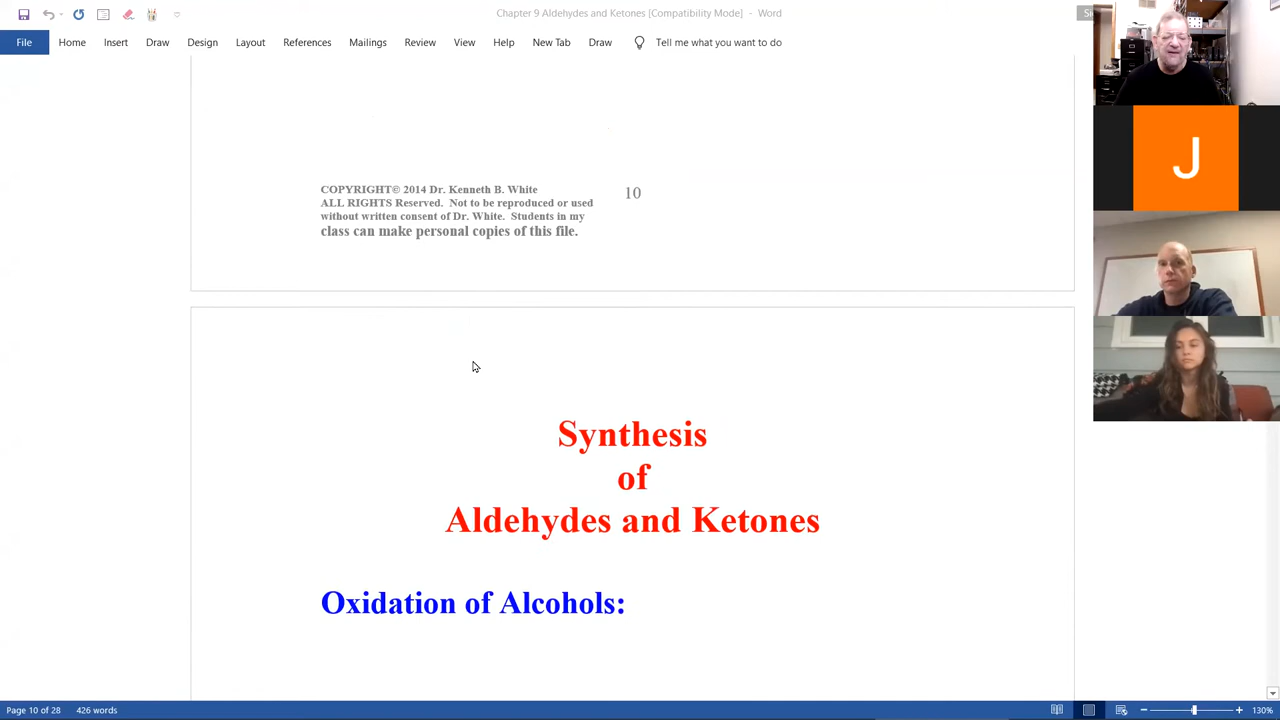 Chapter 9 Aldehydes and Ketones [Compatibility Mode] - Word
File Home Insert Draw Design Layout References Mailings Review View Help New Tab Draw Tell me what you want to do
COPYRIGHT© 2014 Dr. Kenneth B. White
ALL RIGHTS Reserved. Not to be reproduced or used
without written consent of Dr. White. Students in my
class can make personal copies of this file.
10
J
Synthesis
of
Aldehydes and Ketones
Oxidation of Alcohols:
Page 10 of 28 426 words 130%